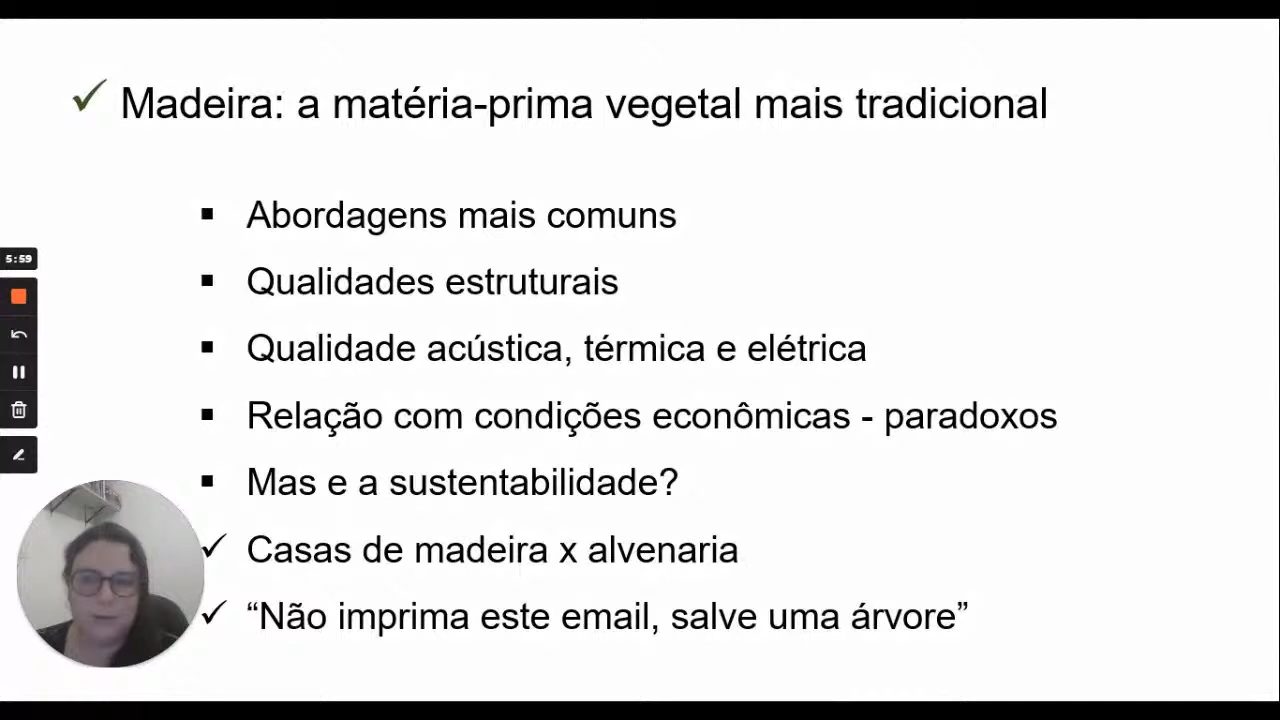 Madeira: a matéria-prima vegetal mais tradicional
Abordagens mais comuns
Qualidades estruturais
5:59
Qualidade acústica, térmica e elétrica
Relação com condições econômicas - paradoxos
Mas e a sustentabilidade?
Casas de madeira x alvenaria
“Não imprima este email, salve uma árvore”